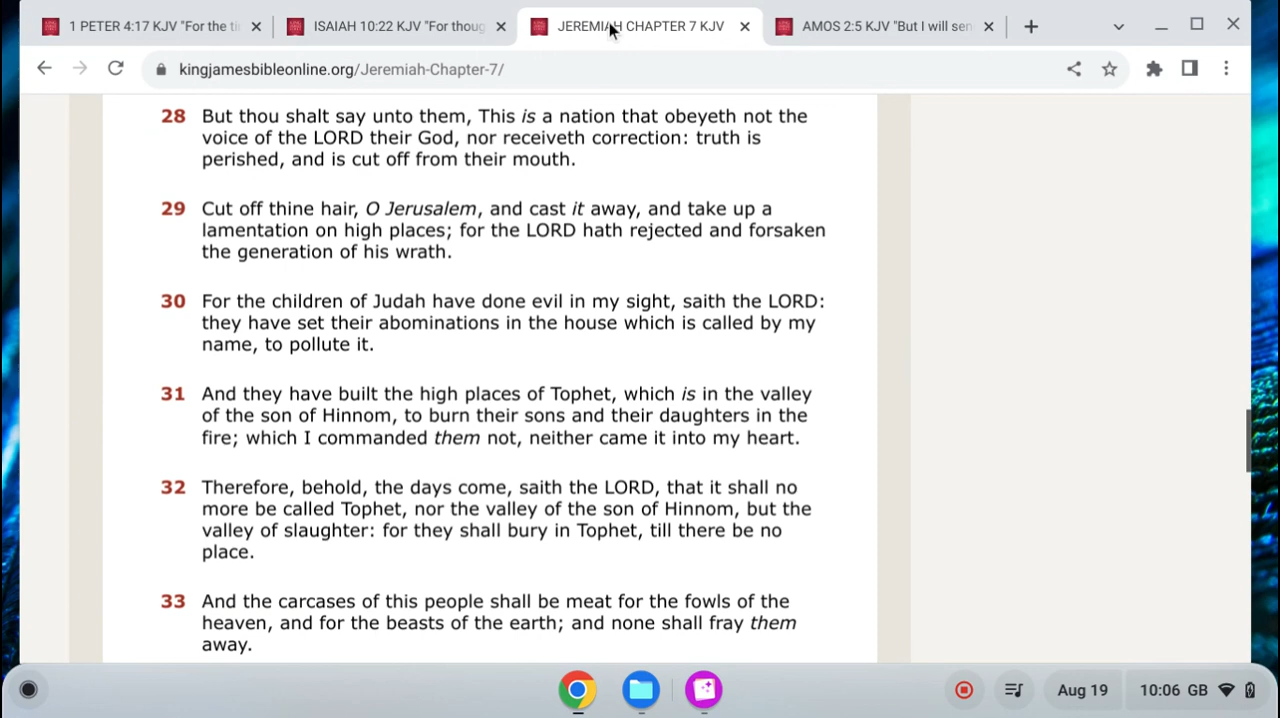 1 PETER 4:17 KJV "For the ti
ISAIAH 10:22 KJV "For thoug
JEREMIAH CHAPTER 7 KJV
AMOS 2:5 KJV "But I will sen
kingjamesbibleonline.org/Jeremiah-Chapter-7/
28 But thou shalt say unto them, This is a nation that obeyeth not the
voice of the LORD their God, nor receiveth correction: truth is
perished, and is cut off from their mouth.
29 Cut off thine hair, O Jerusalem, and cast it away, and take up a
lamentation on high places; for the LORD hath rejected and forsaken
the generation of his wrath.
30 For the children of Judah have done evil in my sight, saith the LORD:
they have set their abominations in the house which is called by my
name, to pollute it.
31 And they have built the high places of Tophet, which is in the valley
of the son of Hinnom, to burn their sons and their daughters in the
fire; which I commanded them not, neither came it into my heart.
32 Therefore, behold, the days come, saith the LORD, that it shall no
more be called Tophet, nor the valley of the son of Hinnom, but the
valley of slaughter: for they shall bury in Tophet, till there be no
place.
33 And the carcases of this people shall be meat for the fowls of the
heaven, and for the beasts of the earth; and none shall fray them
away.
Aug 19
10:06 GB